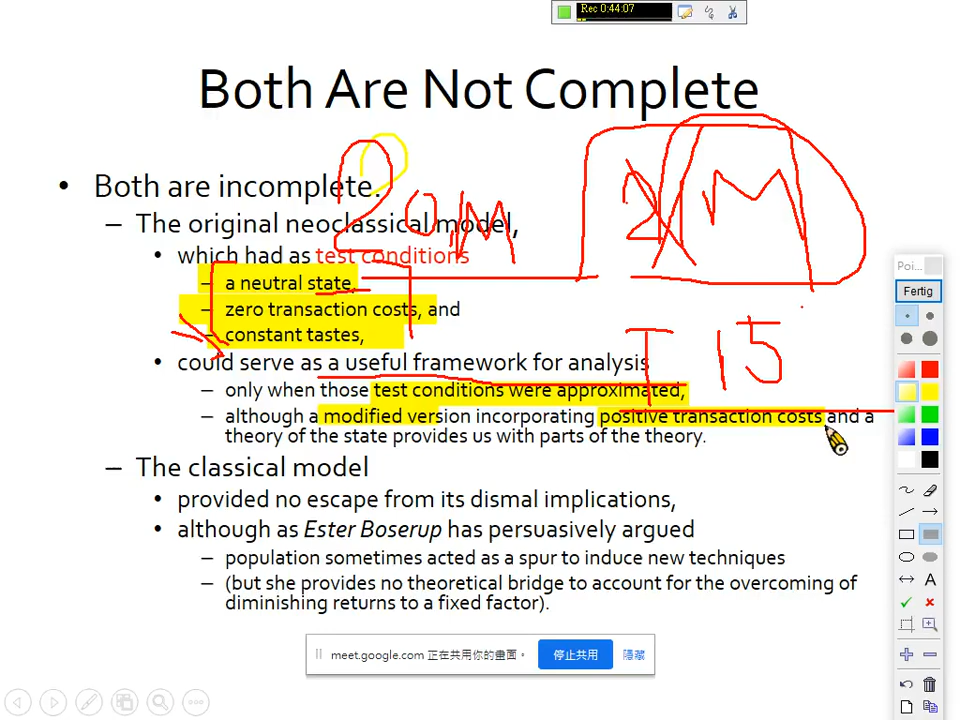 Rec 0:44:07
Both Are Not Complete
• Both are incomplete.
– The original neoclassical model,
• which had as test conditions
– a neutral state,
– zero transaction costs, and
– constant tastes,
• could serve as a useful framework for analysis
– only when those test conditions were approximated,
– although a modified version incorporating positive transaction costs and a
theory of the state provides us with parts of the theory.
– The classical model
• provided no escape from its dismal implications,
• although as Ester Boserup has persuasively argued
– population sometimes acted as a spur to induce new techniques
– (but she provides no theoretical bridge to account for the overcoming of
diminishing returns to a fixed factor).
20M
M
T 15
Poi...
Fertig
A
meet.google.com 正在共用你的畫面。 停止共用 隱藏